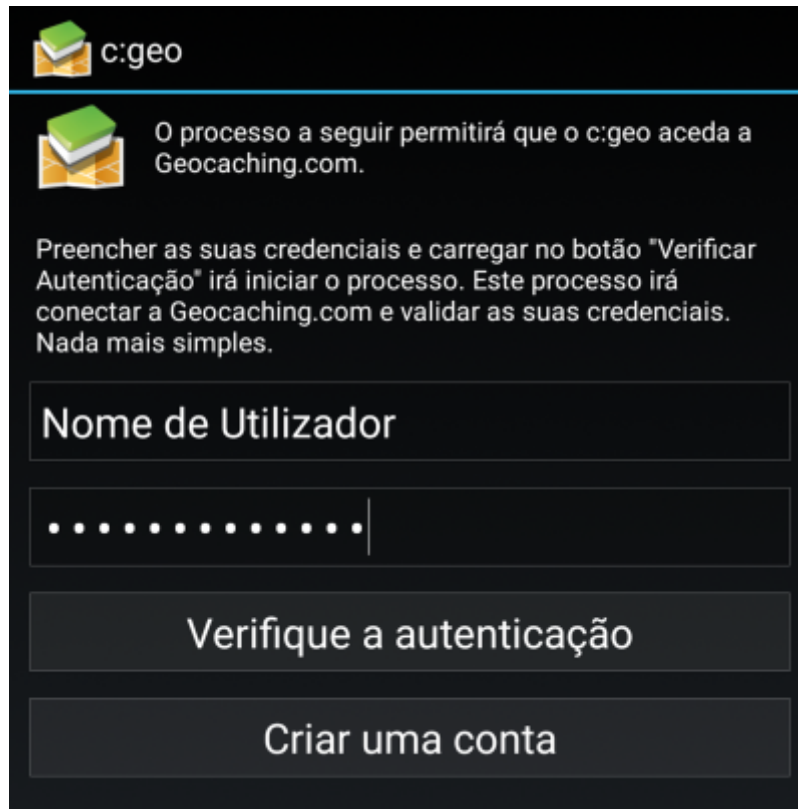 c:geo
O processo a seguir permitirá que o c:geo aceda a
Geocaching.com.
Preencher as suas credenciais e carregar no botão "Verificar
Autenticação" irá iniciar o processo. Este processo irá
conectar a Geocaching.com e validar as suas credenciais.
Nada mais simples.
Nome de Utilizador
•••••••••••••
Verifique a autenticação
Criar uma conta